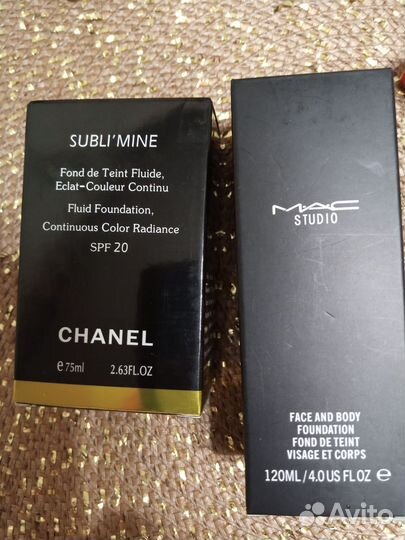 SUBLI'MINE
Fond de Teint Fluide,
Eclat-Couleur Continu
Fluid Foundation,
Continuous Color Radiance
SPF 20
CHANEL
e 75ml 2.63FL.OZ
MAC
STUDIO
FACE AND BODY
FOUNDATION
FOND DE TEINT
VISAGE ET CORPS
120ML / 4.0 US FL OZ e
Avito